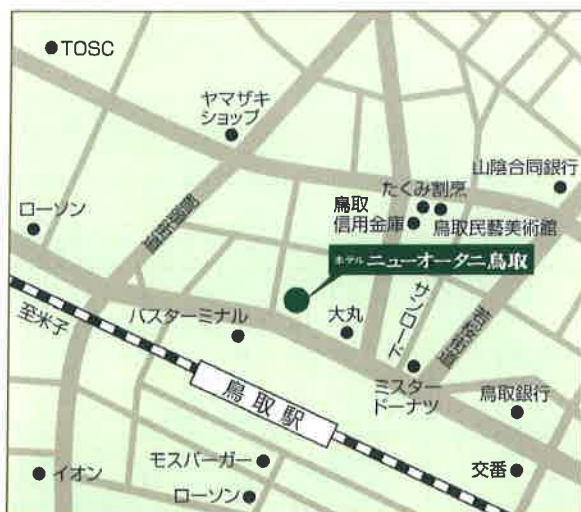 TOSC
ヤマザキ
ショップ
山陰合同銀行
たくみ割烹
ローソン
鳥取
信用金庫
鳥取民藝美術館
ホテル ニューオータニ鳥取
サンロード
若桜街道
至米子
バスターミナル
大丸
ミスター
ドーナツ
鳥取銀行
鳥取駅
モスバーガー
イオン
交番
ローソン